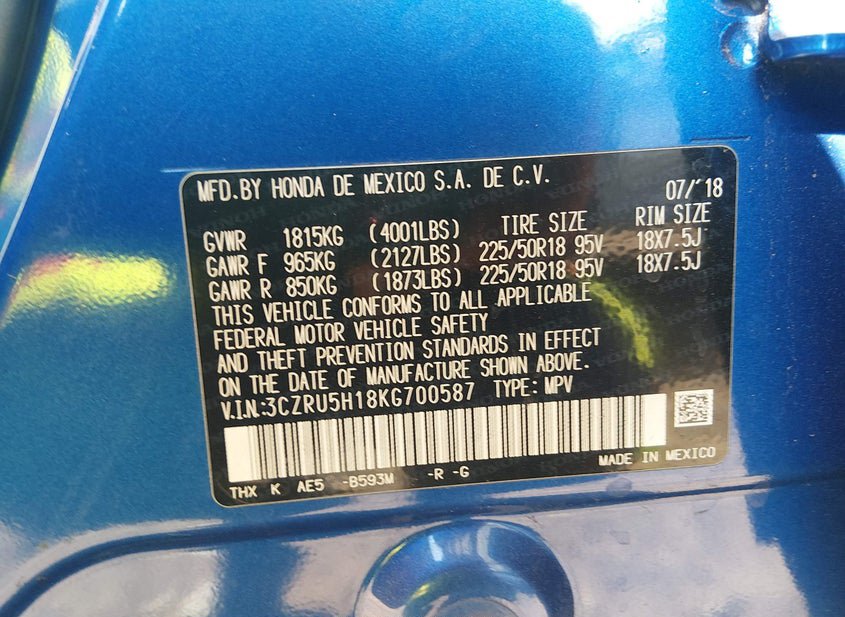 MFD.BY HONDA DE MEXICO S.A. DE C.V. 07/'18
GVWR 1815KG (4001LBS) TIRE SIZE RIM SIZE
GAWR F 965KG (2127LBS) 225/50R18 95V 18X7.5J
GAWR R 850KG (1873LBS) 225/50R18 95V 18X7.5J
THIS VEHICLE CONFORMS TO ALL APPLICABLE
FEDERAL MOTOR VEHICLE SAFETY
AND THEFT PREVENTION STANDARDS IN EFFECT
ON THE DATE OF MANUFACTURE SHOWN ABOVE.
V.I.N:3CZRU5H18KG700587 TYPE: MPV
THX K AE5 -B593M -R -G MADE IN MEXICO